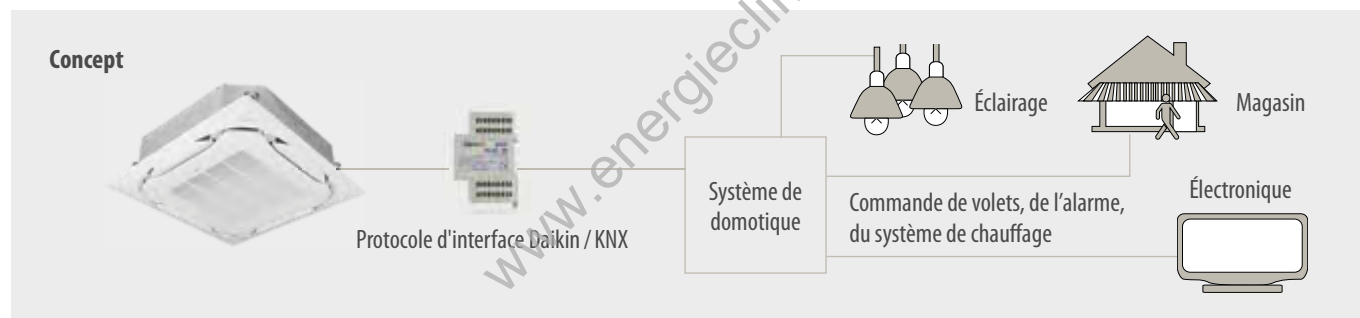 Concept
Éclairage
Magasin
Système de
domotique
Électronique
Commande de volets, de l'alarme,
du système de chauffage
Protocole d'interface Daikin / KNX
www.energieclin